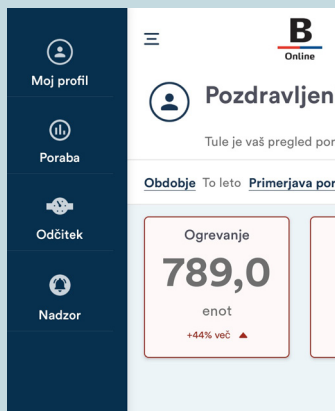 Moj profil
Poraba
Odčitek
Nadzor
B
Online
Pozdravljen
Tule je vaš pregled por
Obdobje To leto Primerjava por
Ogrevanje
789,0
enot
+44% več